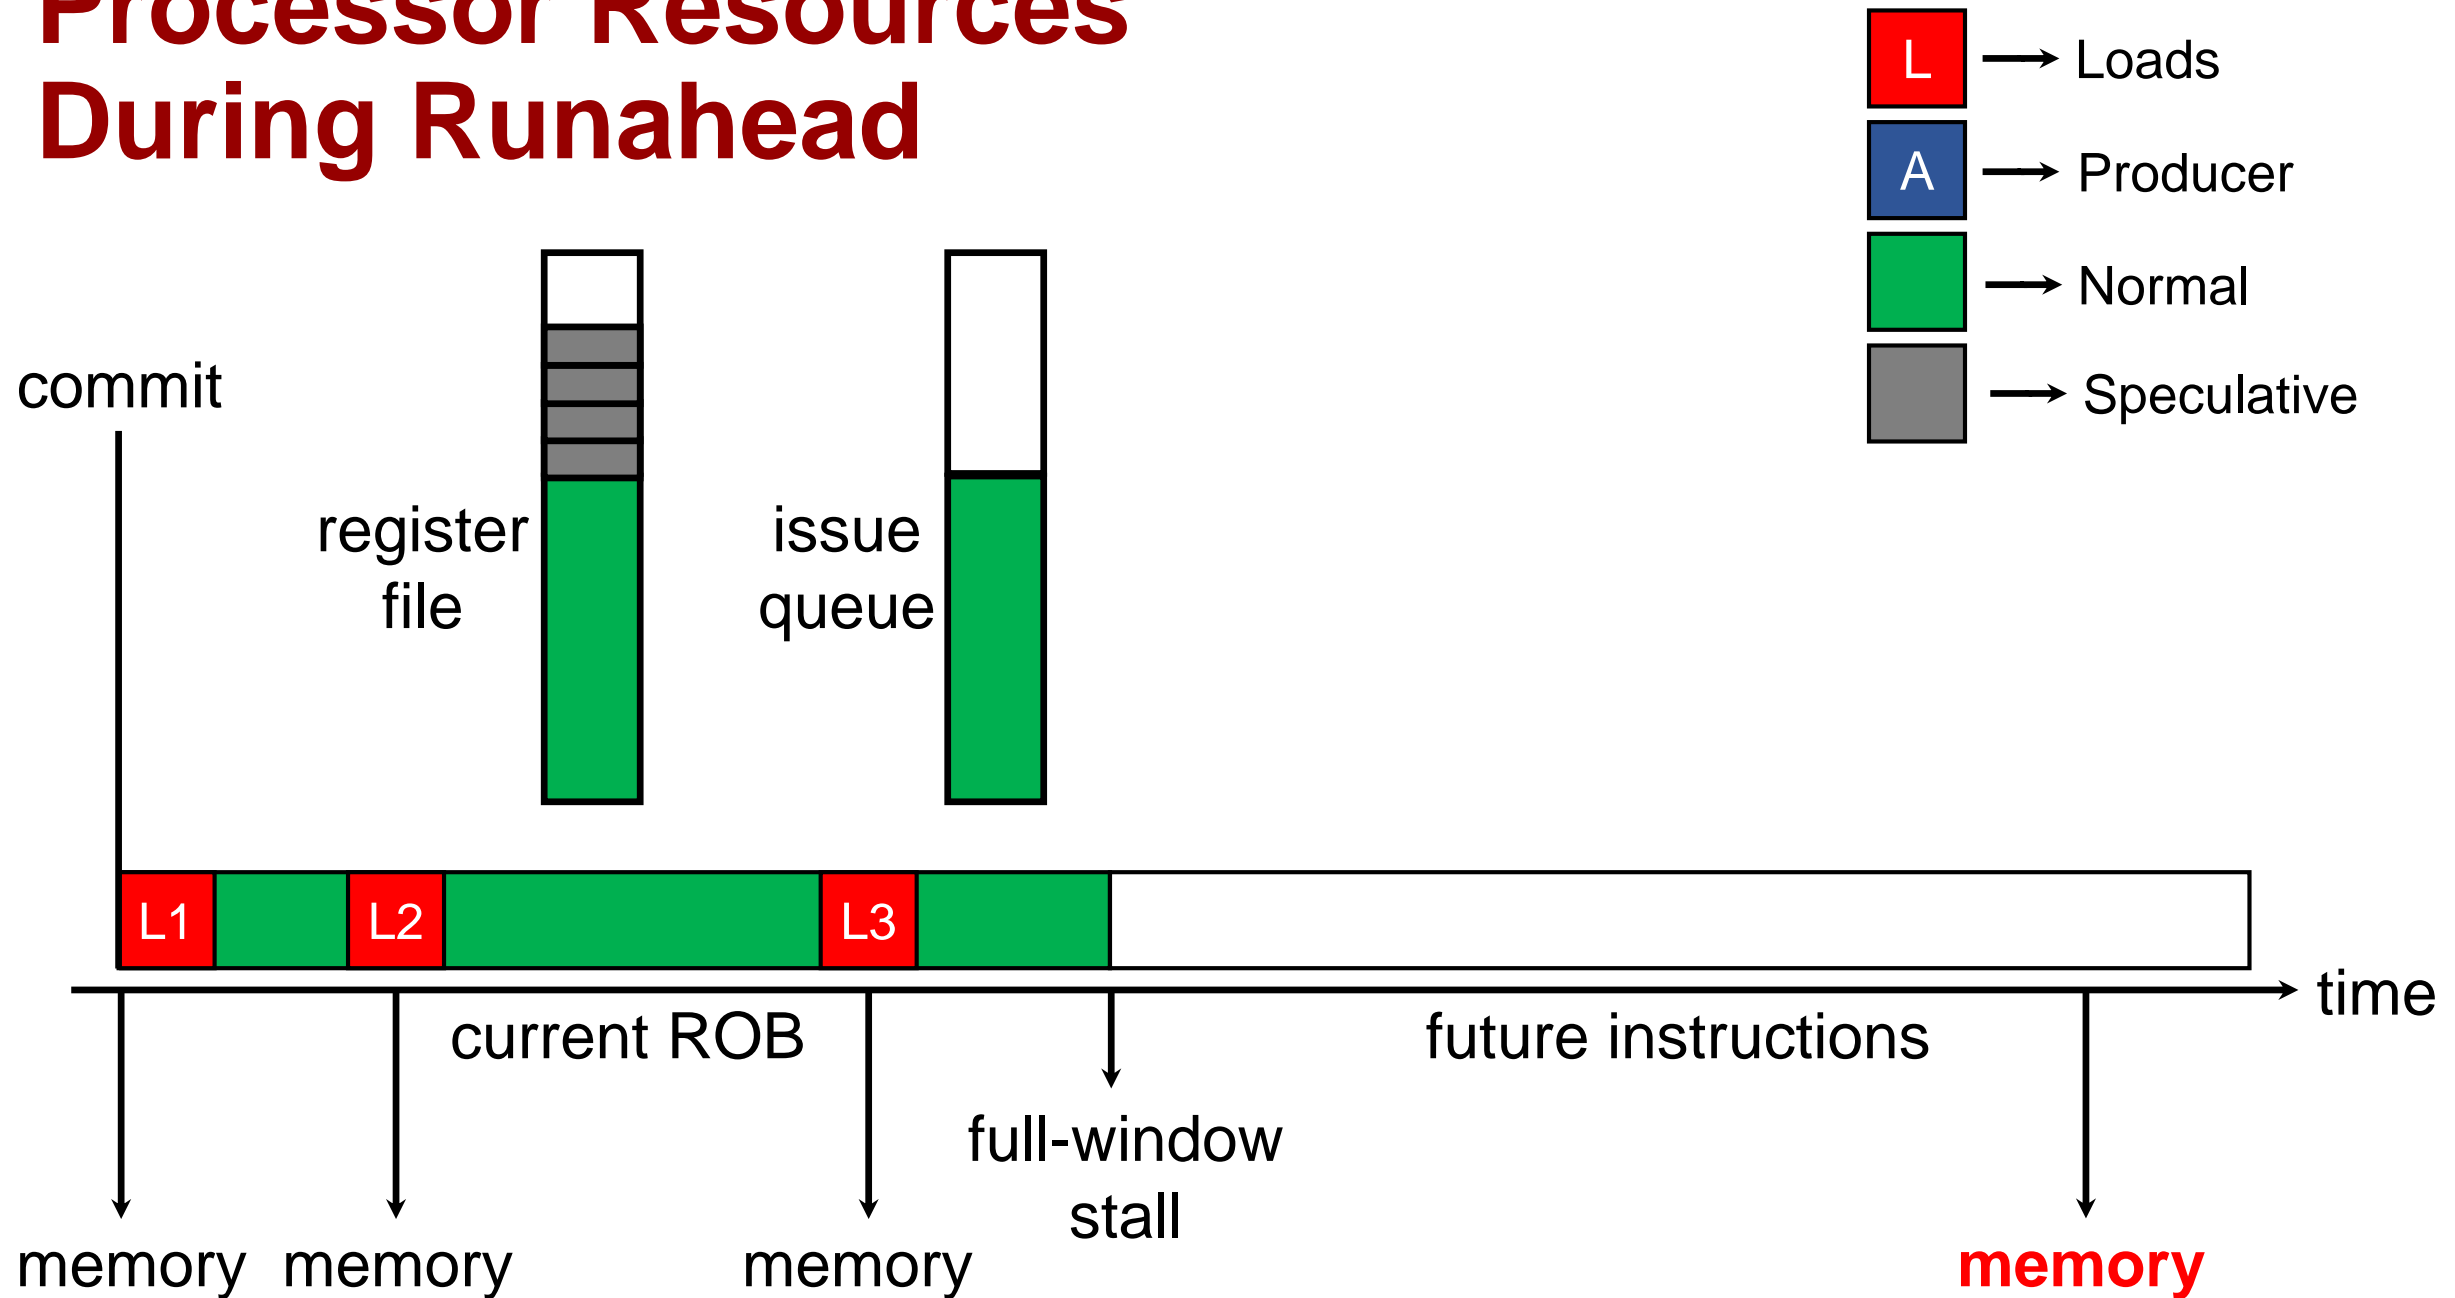 Processor Resources
During Runahead
L
Loads
A
Producer
Normal
Speculative
commit
register
file
issue
queue
L1
L2
L3
time
current ROB
future instructions
full-window
stall
memory
memory
memory
memory